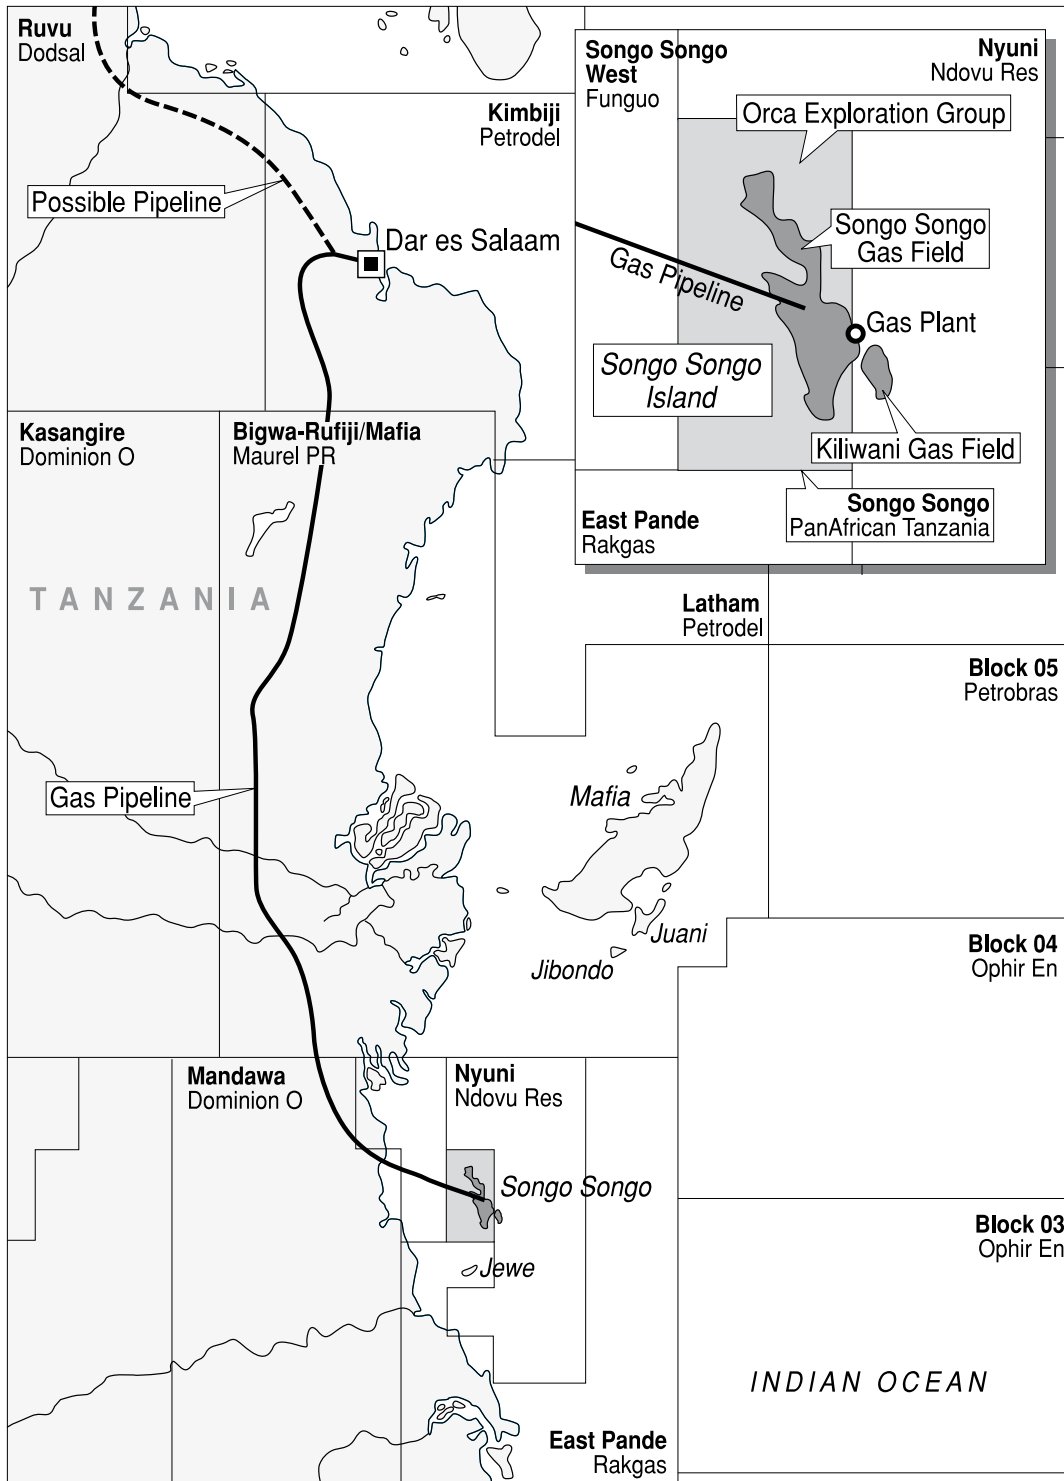 Ruvu
Dodsal
Kimbiji
Petrodel
Possible Pipeline
Dar es Salaam
Songo Songo
West
Funguo
Nyuni
Ndovu Res
Orca Exploration Group
Songo Songo
Gas Field
Gas Pipeline
Gas Plant
Songo Songo
Island
Kiliwani Gas Field
Songo Songo
PanAfrican Tanzania
East Pande
Rakgas
Kasangire
Dominion O
Bigwa-Rufiji/Mafia
Maurel PR
TANZANIA
Latham
Petrodel
Block 05
Petrobras
Gas Pipeline
Mafia
Juani
Jibondo
Block 04
Ophir En
Mandawa
Dominion O
Nyuni
Ndovu Res
Songo Songo
Jewe
Block 03
Ophir En
INDIAN OCEAN
East Pande
Rakgas